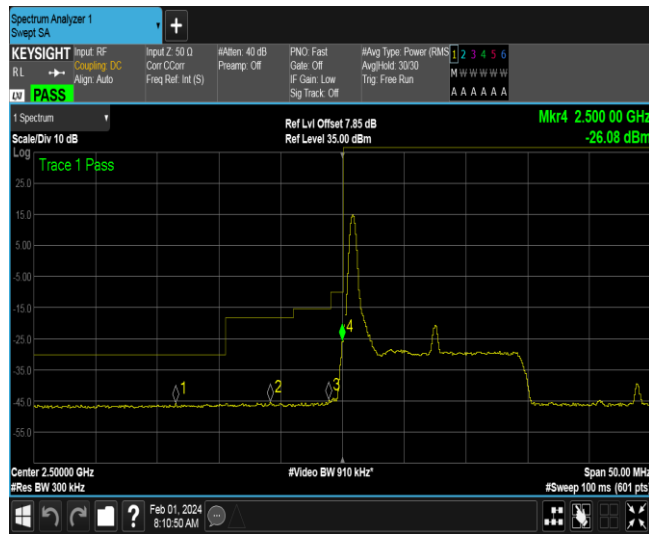 Spectrum Analyzer 1
Swept SA
+
KEYSIGHT
RL
LXI PASS
Input: RF
Coupling: DC
Align: Auto
Input Z: 50 Ω
Corr CCorr
Freq Ref: Int (S)
#Atten: 40 dB
Preamp: Off
PNO: Fast
Gate: Off
IF Gain: Low
Sig Track: Off
#Avg Type: Power (RMS
Avg|Hold: 30/30
Trig: Free Run
1 2 3 4 5 6
M W W W W W
A A A A A A
1 Spectrum
Scale/Div 10 dB
Ref Lvl Offset 7.85 dB
Ref Level 35.00 dBm
Mkr4 2.500 00 GHz
-26.08 dBm
Log
Trace 1 Pass
25.0
15.0
5.00
-5.00
-15.0
-25.0
-35.0
-45.0
-55.0
1
2
3
4
Center 2.50000 GHz
#Res BW 300 kHz
#Video BW 910 kHz*
Span 50.00 MHz
#Sweep 100 ms (601 pts)
?
Feb 01, 2024
8:10:50 AM